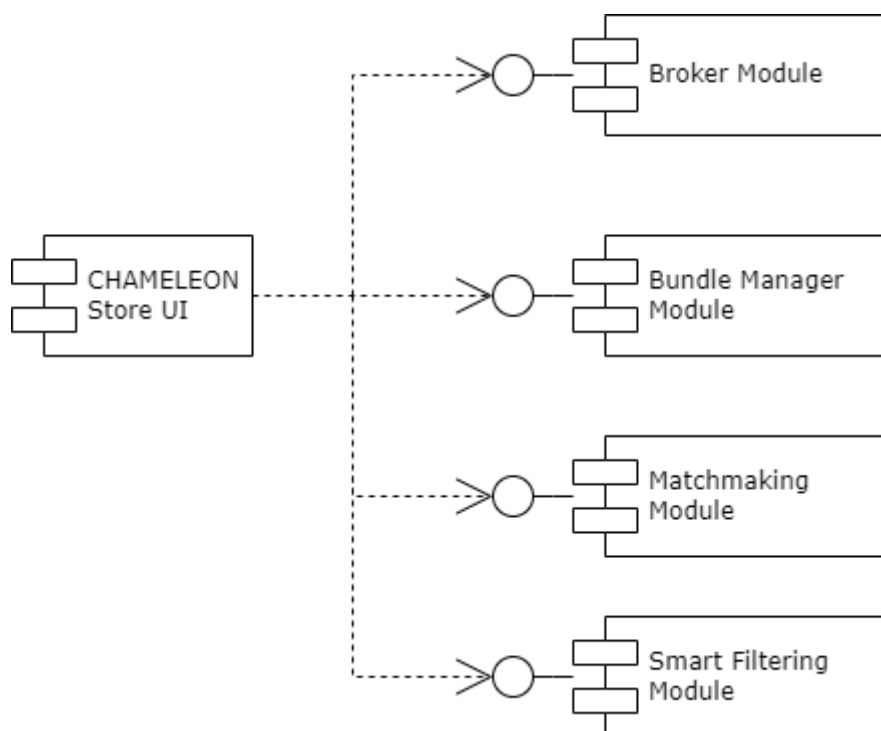 Broker Module
CHAMELEON
Store UI
Bundle Manager
Module
Matchmaking
Module
Smart Filtering
Module